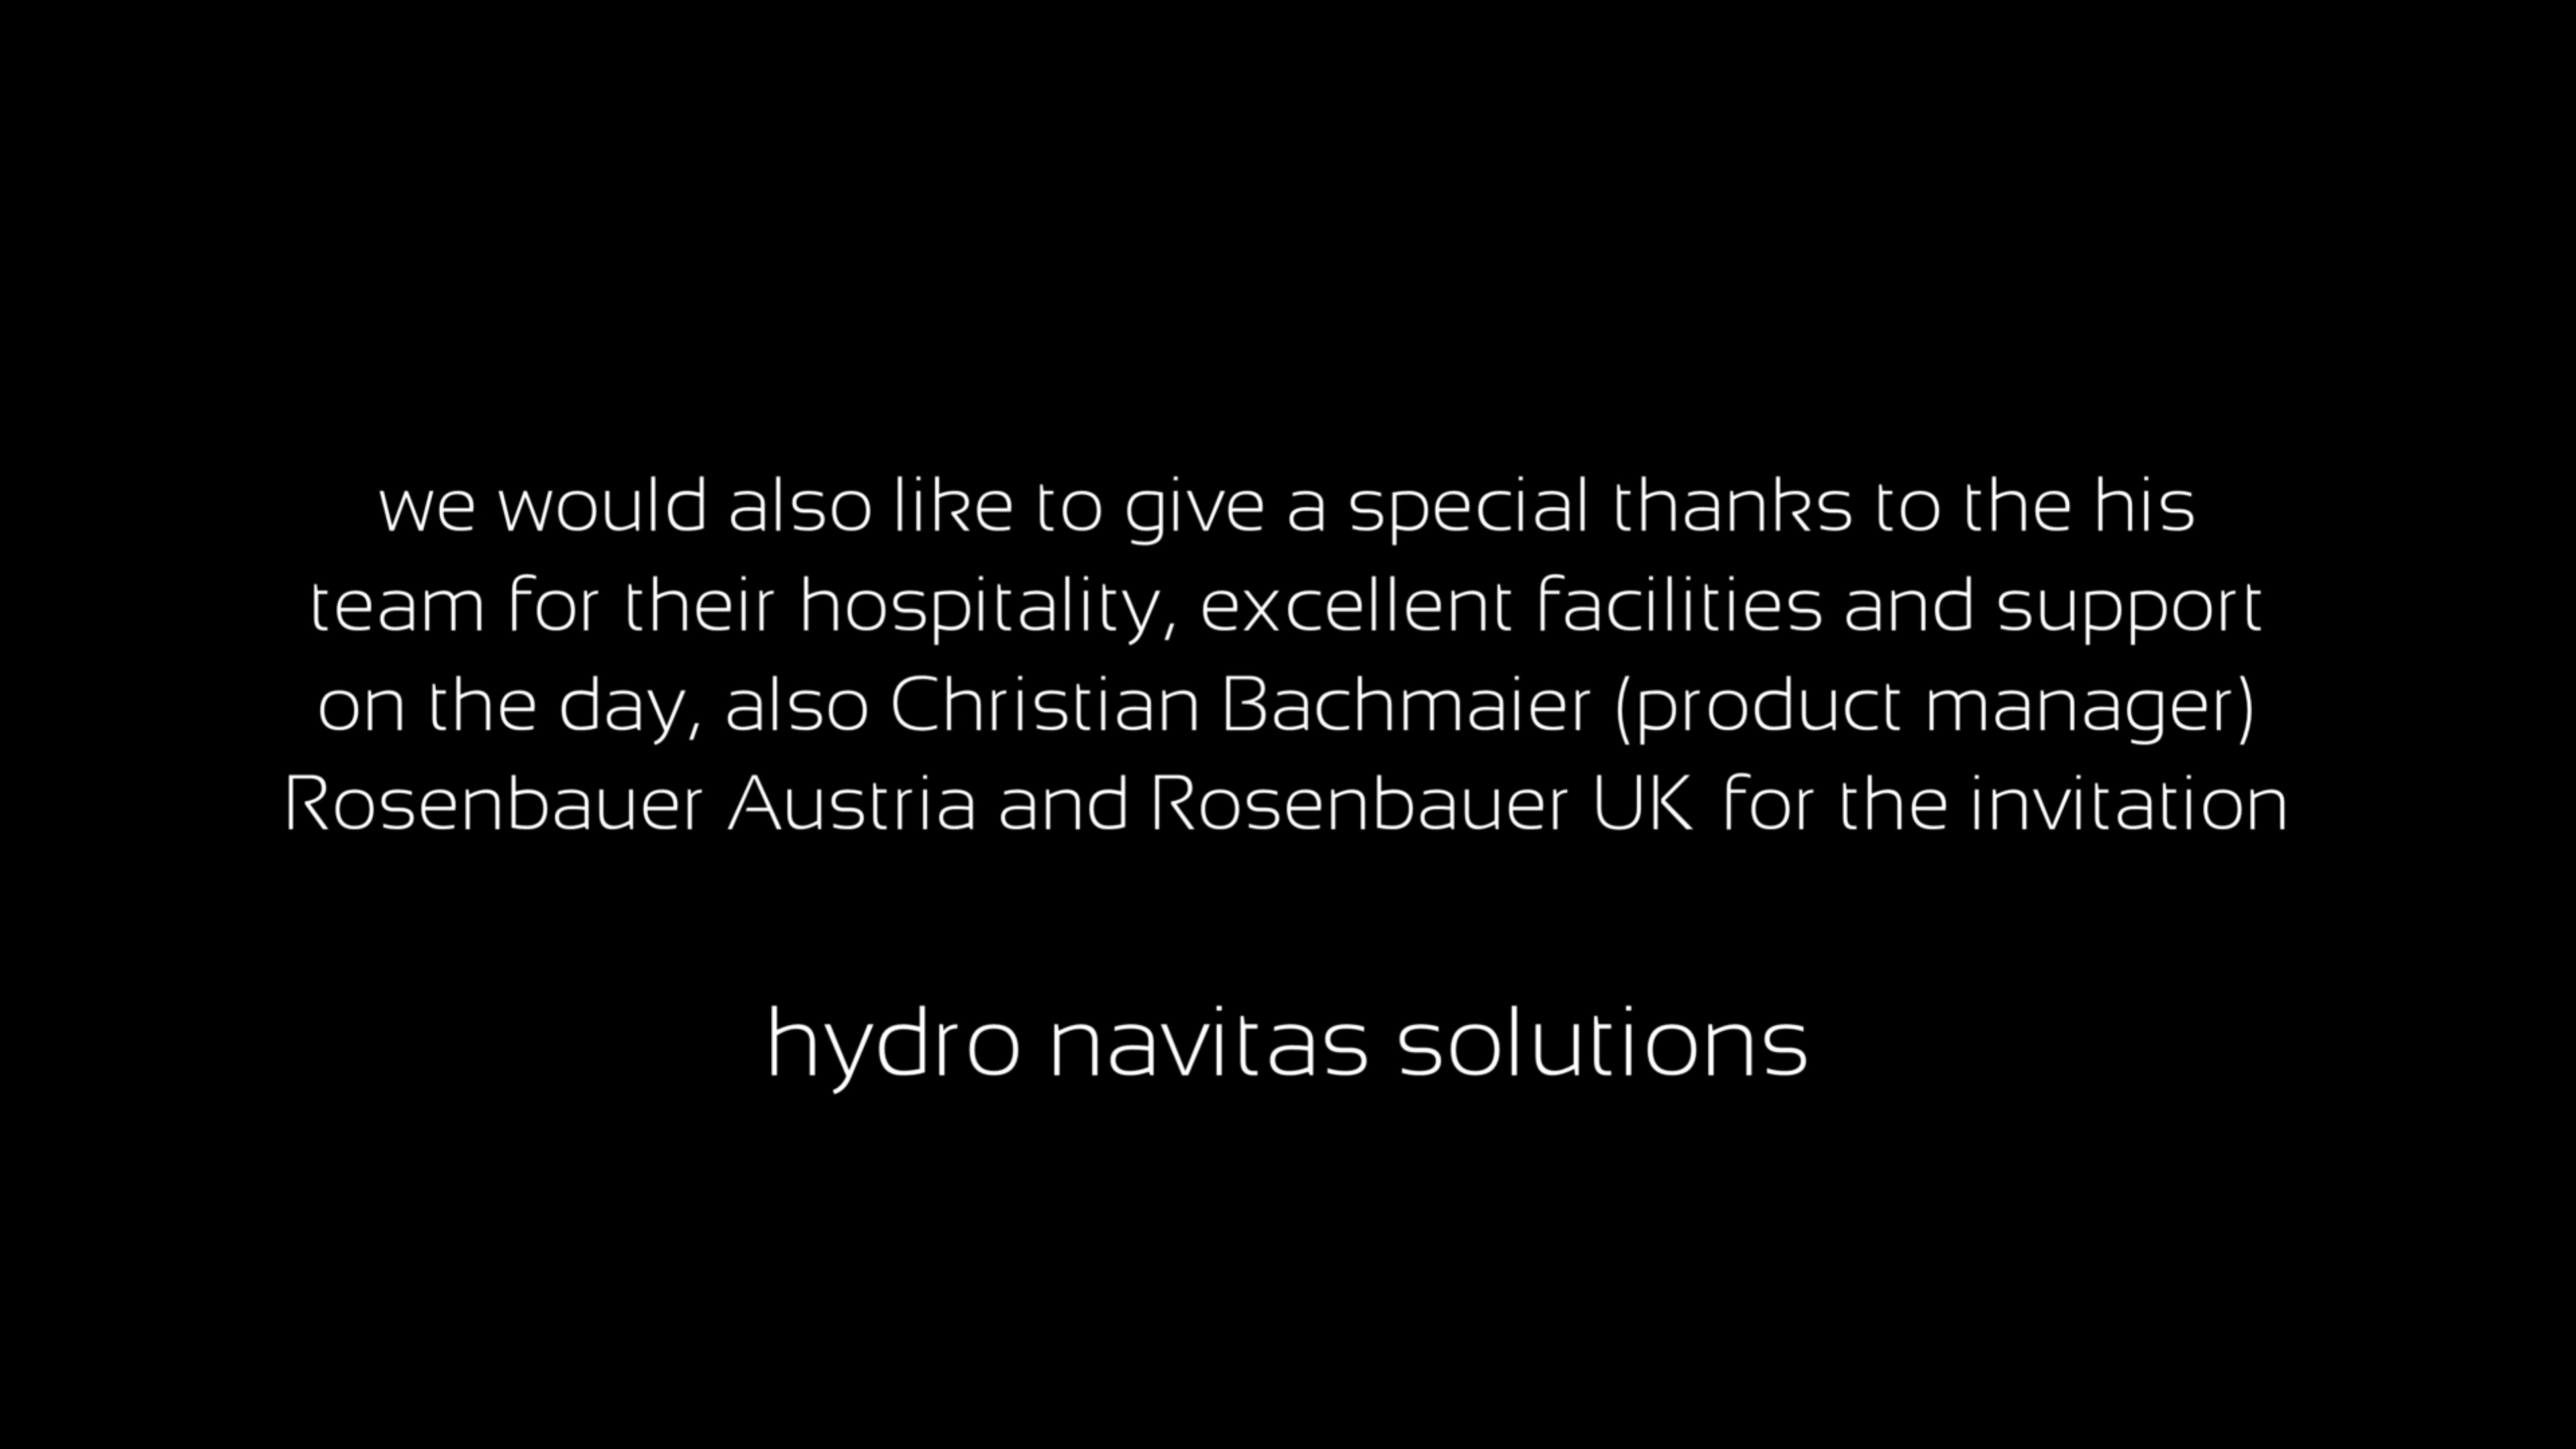 we would also like to give a special thanks to the his
team for their hospitality, excellent facilities and support
on the day, also Christian Bachmaier (product manager)
Rosenbauer Austria and Rosenbauer UK for the invitation
hydro navitas solutions